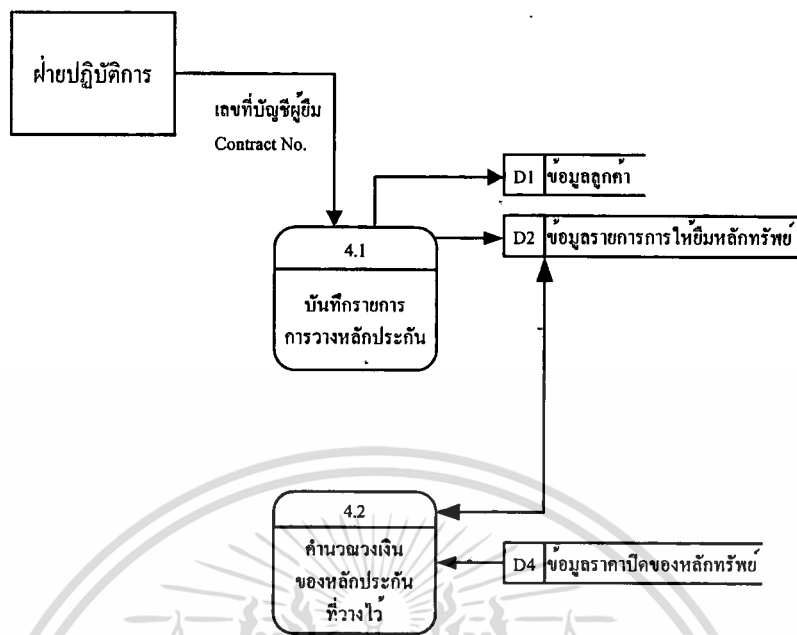 ฝ่ายปฏิบัติการ
เลขที่บัญชีผู้ยืม
Contract No.
D1 ข้อมูลลูกค้า
D2 ข้อมูลรายการการให้ยืมหลักทรัพย์
4.1
บันทึกรายการ
การวางหลักประกัน
4.2
คำนวณวงเงิน
ของหลักประกัน
ที่วางไว้
D4 ข้อมูลราคาปิดของหลักทรัพย์